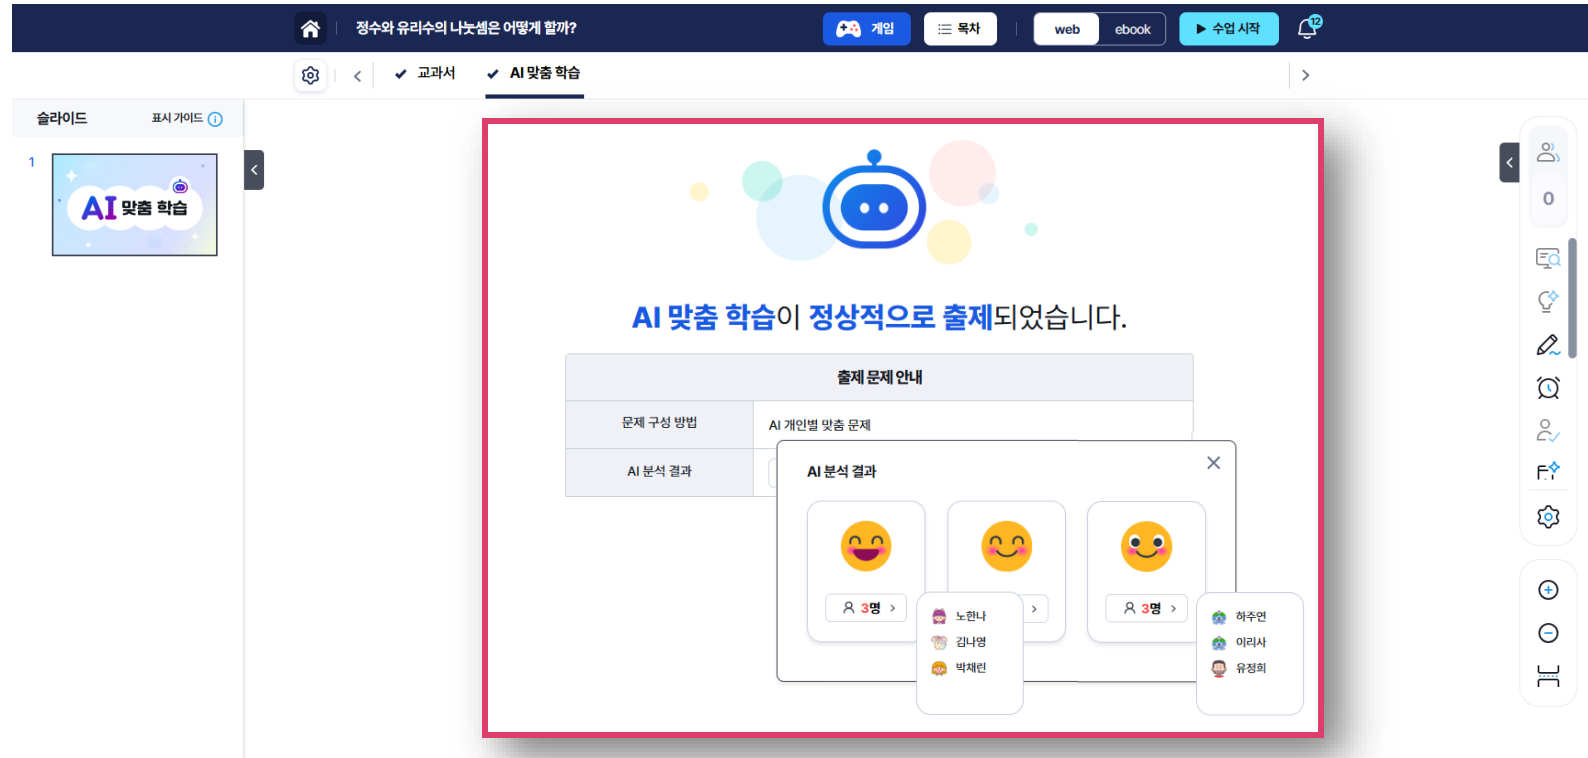 정수와 유리수의 나눗셈은 어떻게 할까?
게임
목차
web
ebook
수업 시작
12
교과서
AI 맞춤 학습
슬라이드
표시 가이드
1
AI 맞춤 학습
0
AI 맞춤 학습이 정상적으로 출제되었습니다.
출제 문제 안내
문제 구성 방법
AI 개인별 맞춤 문제
AI 분석 결과
AI 분석 결과
3명
3명
노한나
김나영
박채린
하주연
이리사
유정희